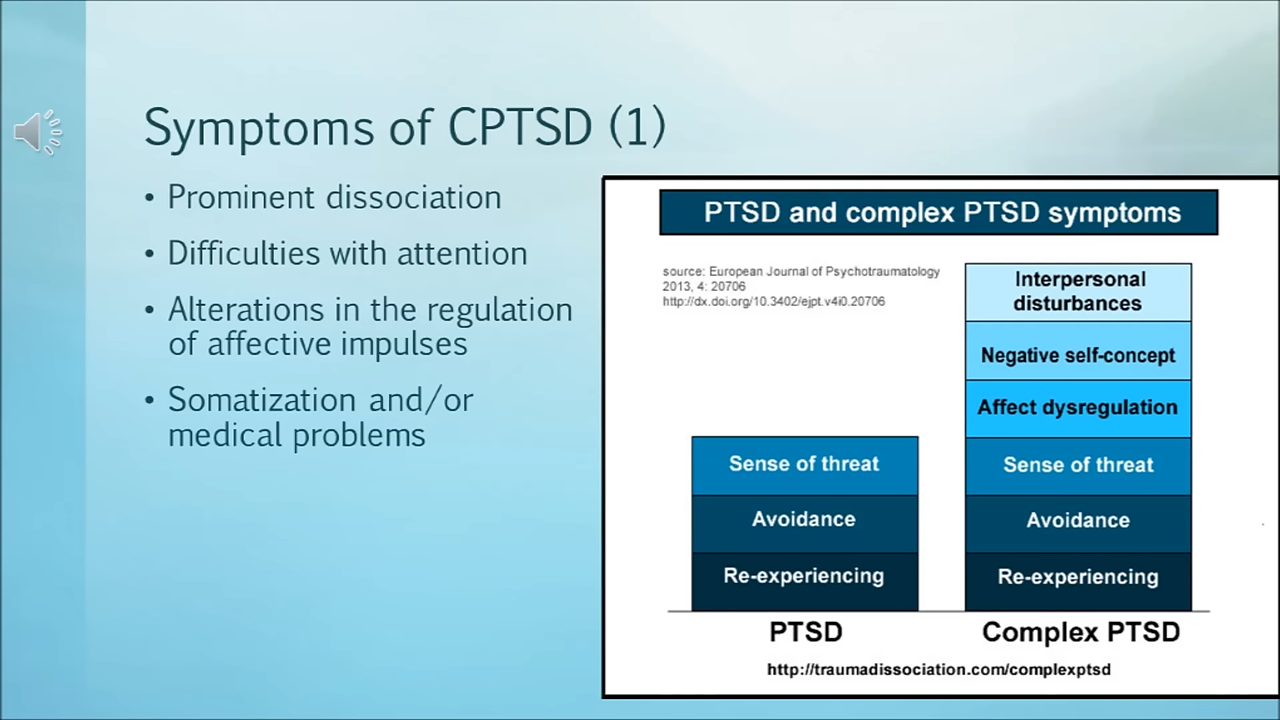 Symptoms of CPTSD (1)
• Prominent dissociation
• Difficulties with attention
• Alterations in the regulation
of affective impulses
• Somatization and/or
medical problems
PTSD and complex PTSD symptoms
source: European Journal of Psychotraumatology
2013, 4: 20706
http://dx.doi.org/10.3402/ejpt.v4i0.20706
Sense of threat
Avoidance
Re-experiencing
PTSD
Interpersonal
disturbances
Negative self-concept
Affect dysregulation
Sense of threat
Avoidance
Re-experiencing
Complex PTSD
http://traumadissociation.com/complexptsd